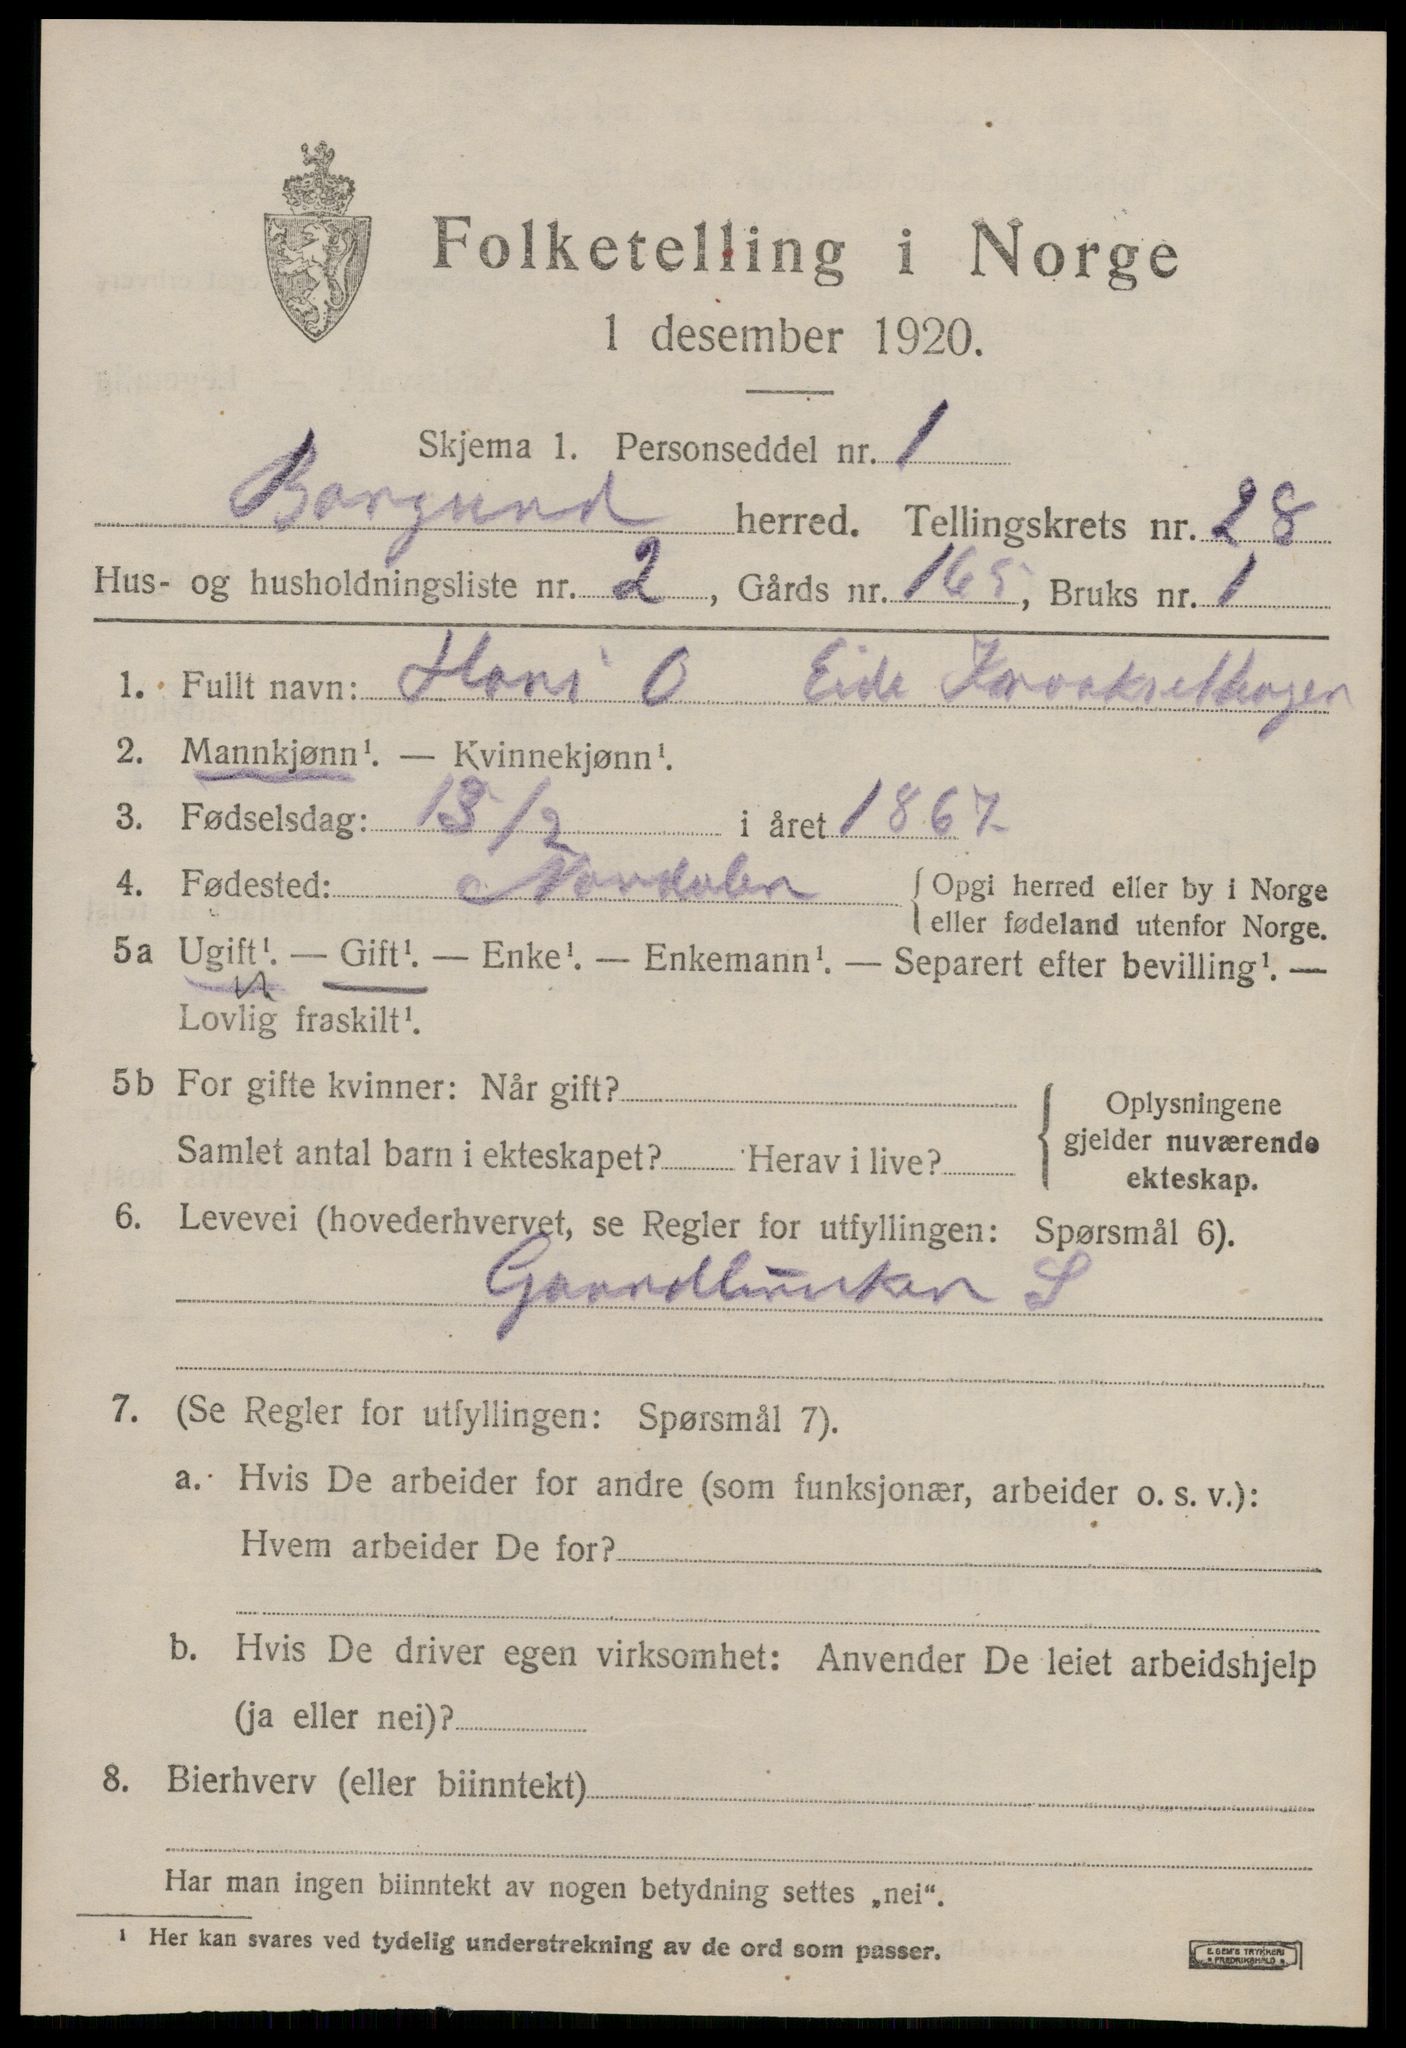 Folketelling i Norge
1 desember 1920.
Skjema 1. Personseddel nr. 1
Borgund herred. Tellingskrets nr. 28
Hus- og husholdningsliste nr. 2, Gårds nr. 165, Bruks nr. 1
1. Fullt navn: Hans O Eide
2. Mannkjønn¹. — Kvinnekjønn¹.
3. Fødselsdag: 13/2 i året 1867
4. Fødested: Nordalen
{ Opgi herred eller by i Norge
eller fødeland utenfor Norge.
5a Ugift¹. — Gift¹. — Enke¹. — Enkemann¹. — Separert efter bevilling¹. —
Lovlig fraskilt¹.
5b For gifte kvinner: Når gift?
Samlet antal barn i ekteskapet? Herav i live?
{ Oplysningene
gjelder nuværende
ekteskap.
6. Levevei (hovederhvervet, se Regler for utfyllingen: Spørsmål 6).
Gaardbruker S
7. (Se Regler for utfyllingen: Spørsmål 7).
a. Hvis De arbeider for andre (som funksjonær, arbeider o. s. v.):
Hvem arbeider De for?
b. Hvis De driver egen virksomhet: Anvender De leiet arbeidshjelp
(ja eller nei)?
8. Bierhverv (eller biinntekt)
Har man ingen biinntekt av nogen betydning settes „nei“.
¹ Her kan svares ved tydelig understrekning av de ord som passer.
E. SEM'S TRYKKERI
FREDRIKSHALD